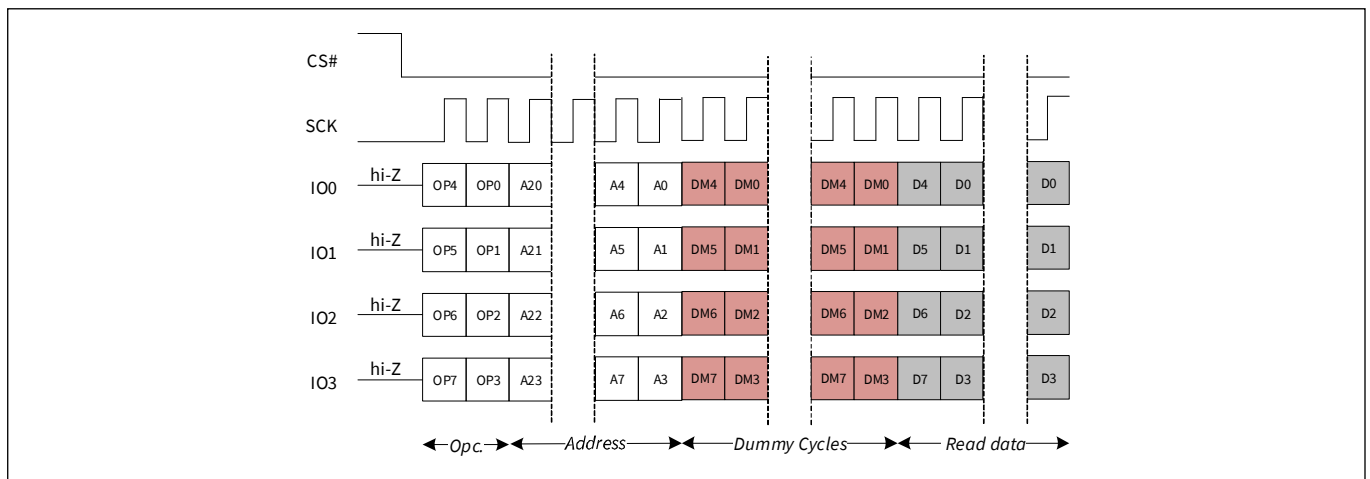 CS#
SCK
IO0 hi-Z OP4 OP0 A20 A4 A0 DM4 DM0 DM4 DM0 D4 D0 D0
IO1 hi-Z OP5 OP1 A21 A5 A1 DM5 DM1 DM5 DM1 D5 D1 D1
IO2 hi-Z OP6 OP2 A22 A6 A2 DM6 DM2 DM6 DM2 D6 D2 D2
IO3 hi-Z OP7 OP3 A23 A7 A3 DM7 DM3 DM7 DM3 D7 D3 D3
Opc. Address Dummy Cycles Read data